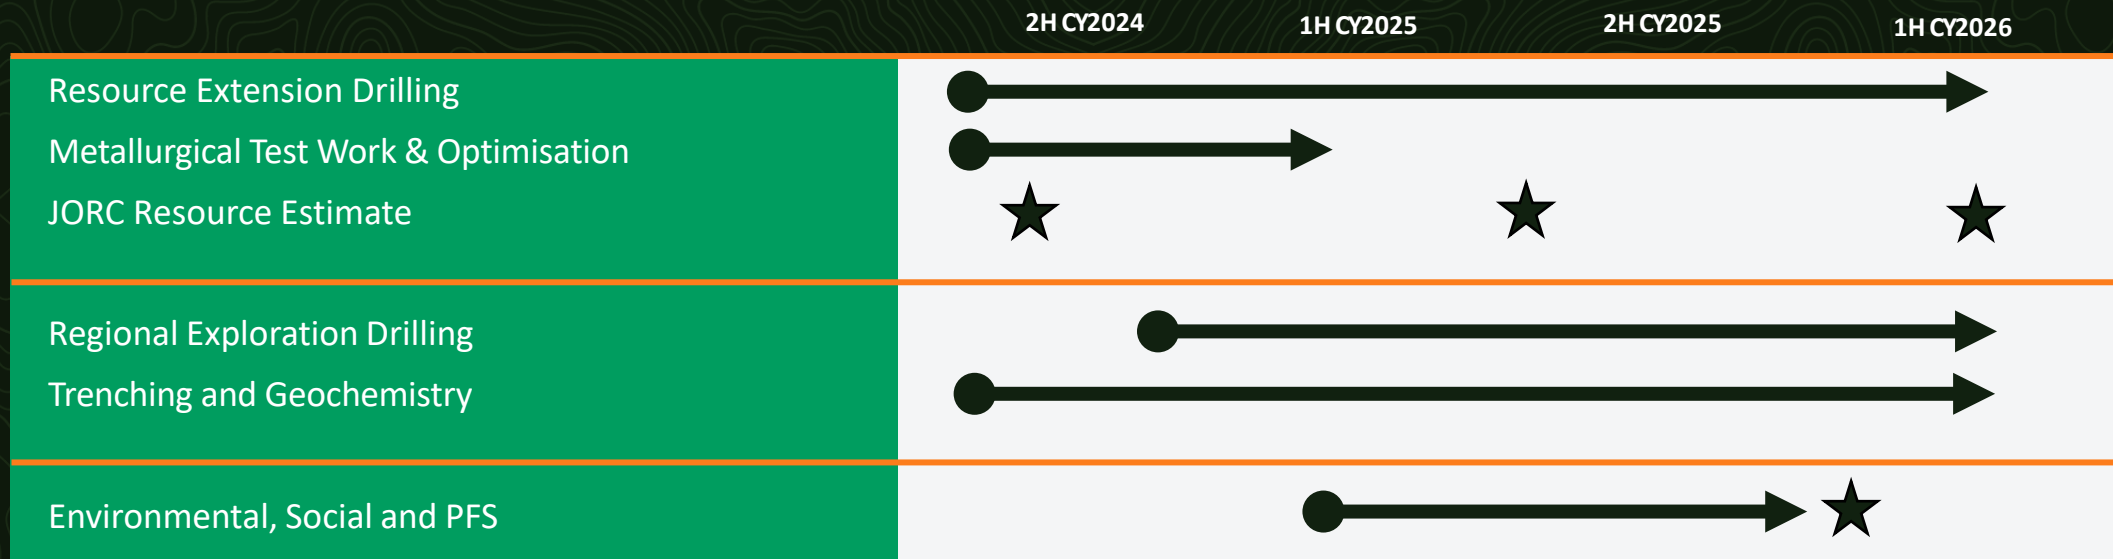 2H CY2024 1H CY2025 2H CY2025 1H CY2026
Resource Extension Drilling
Metallurgical Test Work & Optimisation
JORC Resource Estimate
Regional Exploration Drilling
Trenching and Geochemistry
Environmental, Social and PFS